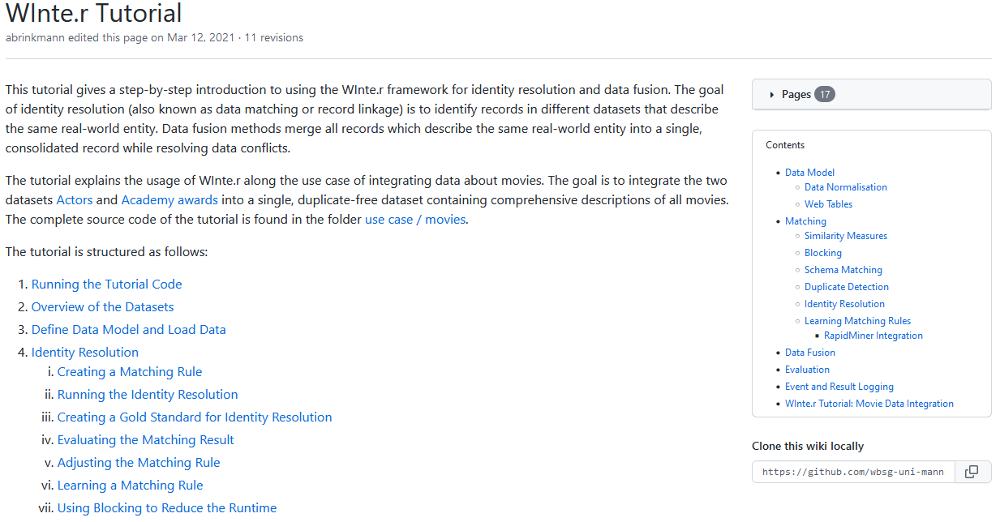 WInte.r Tutorial
abrinkmann edited this page on Mar 12, 2021 · 11 revisions
This tutorial gives a step-by-step introduction to using the WInte.r framework for identity resolution and data fusion. The goal
of identity resolution (also known as data matching or record linkage) is to identify records in different datasets that describe
the same real-world entity. Data fusion methods merge all records which describe the same real-world entity into a single,
consolidated record while resolving data conflicts.
The tutorial explains the usage of WInte.r along the use case of integrating data about movies. The goal is to integrate the two
datasets Actors and Academy awards into a single, duplicate-free dataset containing comprehensive descriptions of all movies.
The complete source code of the tutorial is found in the folder use case / movies.
The tutorial is structured as follows:
1. Running the Tutorial Code
2. Overview of the Datasets
3. Define Data Model and Load Data
4. Identity Resolution
i. Creating a Matching Rule
ii. Running the Identity Resolution
iii. Creating a Gold Standard for Identity Resolution
iv. Evaluating the Matching Result
v. Adjusting the Matching Rule
vi. Learning a Matching Rule
vii. Using Blocking to Reduce the Runtime
Pages 17
Contents
• Data Model
○ Data Normalisation
○ Web Tables
• Matching
○ Similarity Measures
○ Blocking
○ Schema Matching
○ Duplicate Detection
○ Identity Resolution
○ Learning Matching Rules
▪ RapidMiner Integration
• Data Fusion
• Evaluation
• Event and Result Logging
• WInte.r Tutorial: Movie Data Integration
Clone this wiki locally
https://github.com/wbsg-uni-mann